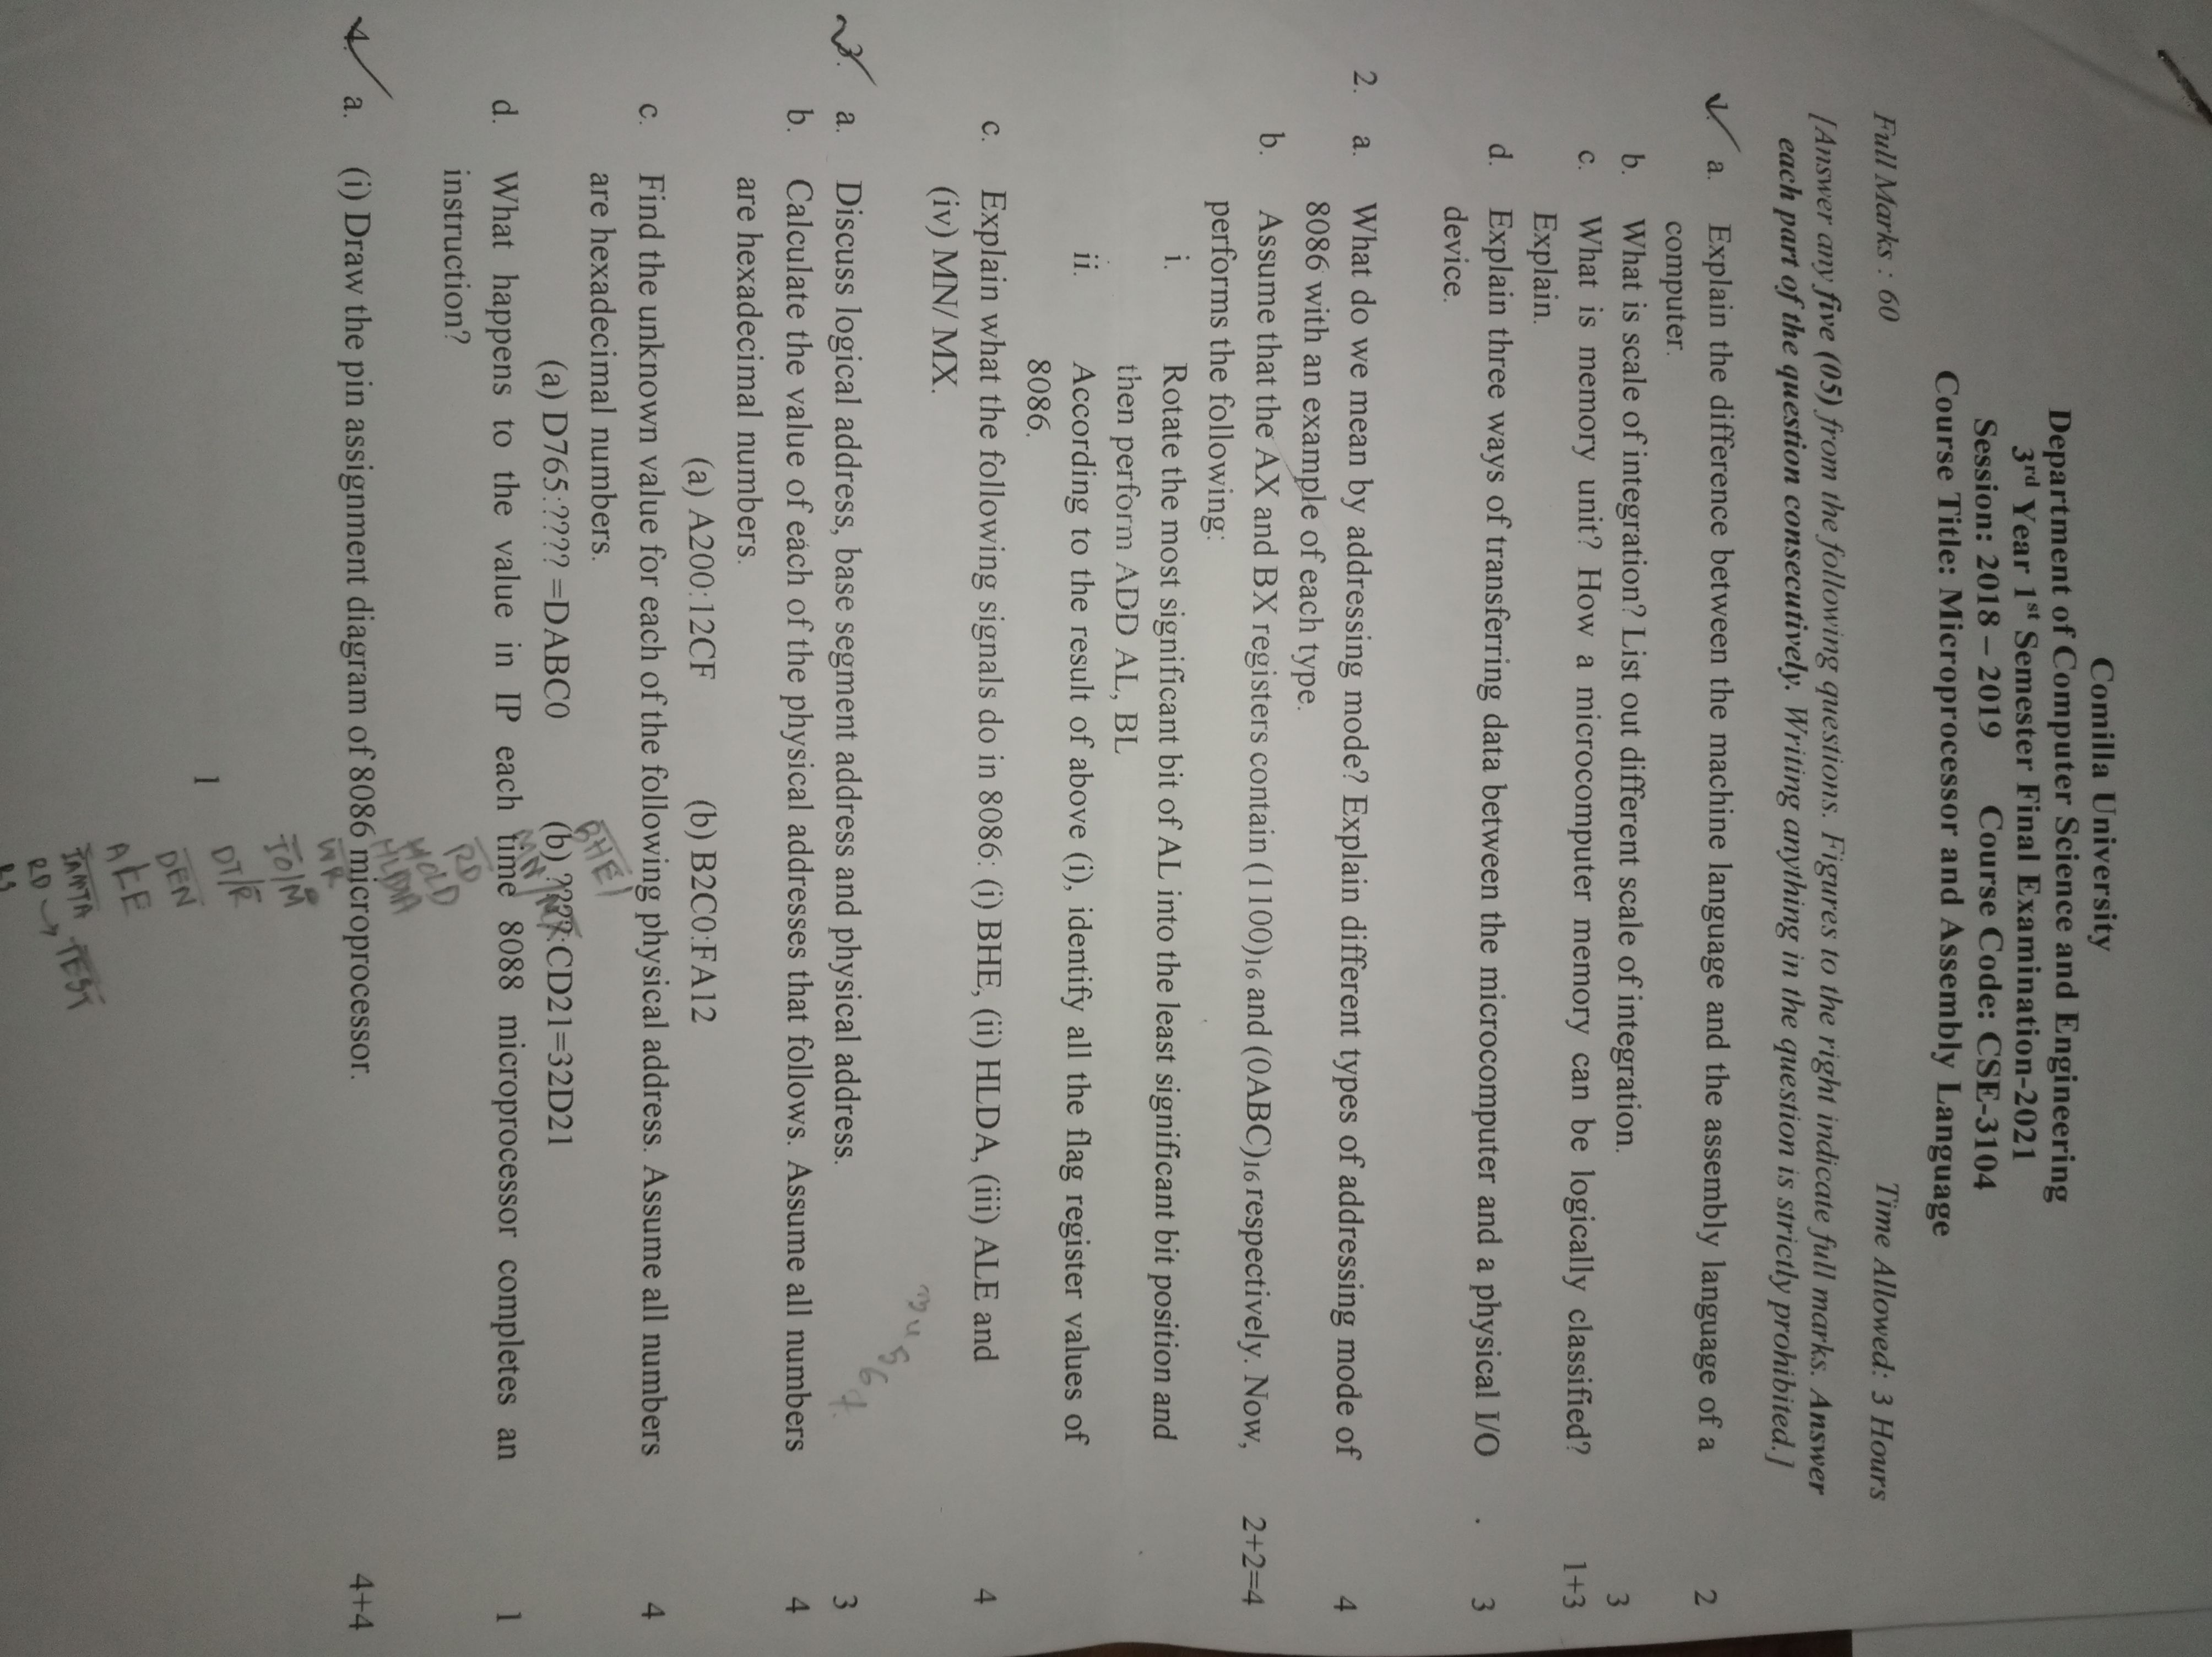 Comilla University
Department of Computer Science and Engineering
3rd Year 1st Semester Final Examination-2021
Session: 2018 – 2019 Course Code: CSE-3104
Course Title: Microprocessor and Assembly Language
Full Marks : 60 Time Allowed: 3 Hours
[Answer any five (05) from the following questions. Figures to the right indicate full marks. Answer
each part of the question consecutively. Writing anything in the question is strictly prohibited.]
1. a. Explain the difference between the machine language and the assembly language of a 2
computer.
b. What is scale of integration? List out different scale of integration. 3
c. What is memory unit? How a microcomputer memory can be logically classified? 1+3
Explain.
d. Explain three ways of transferring data between the microcomputer and a physical I/O 3
device.
2. a. What do we mean by addressing mode? Explain different types of addressing mode of 4
8086 with an example of each type.
b. Assume that the AX and BX registers contain (1100)16 and (0ABC)16 respectively. Now, 2+2=4
performs the following:
i. Rotate the most significant bit of AL into the least significant bit position and
then perform ADD AL, BL
ii. According to the result of above (i), identify all the flag register values of
8086.
c. Explain what the following signals do in 8086: (i) BHE, (ii) HLDA, (iii) ALE and 4
(iv) MN/ MX.
3. a. Discuss logical address, base segment address and physical address. 3
b. Calculate the value of each of the physical addresses that follows. Assume all numbers 4
are hexadecimal numbers.
(a) A200:12CF (b) B2C0:FA12
c. Find the unknown value for each of the following physical address. Assume all numbers 4
are hexadecimal numbers.
BHE/
(a) D765:???? =DABC0 (b) ????:CD21=32D21
MN/MX
d. What happens to the value in IP each time 8088 microprocessor completes an 1
instruction?
RD
HOLD
HLDA
4. a. (i) Draw the pin assignment diagram of 8086 microprocessor. 4+4
WR
IO/M
DT/R
1
DEN
ALE
TEST
RD →